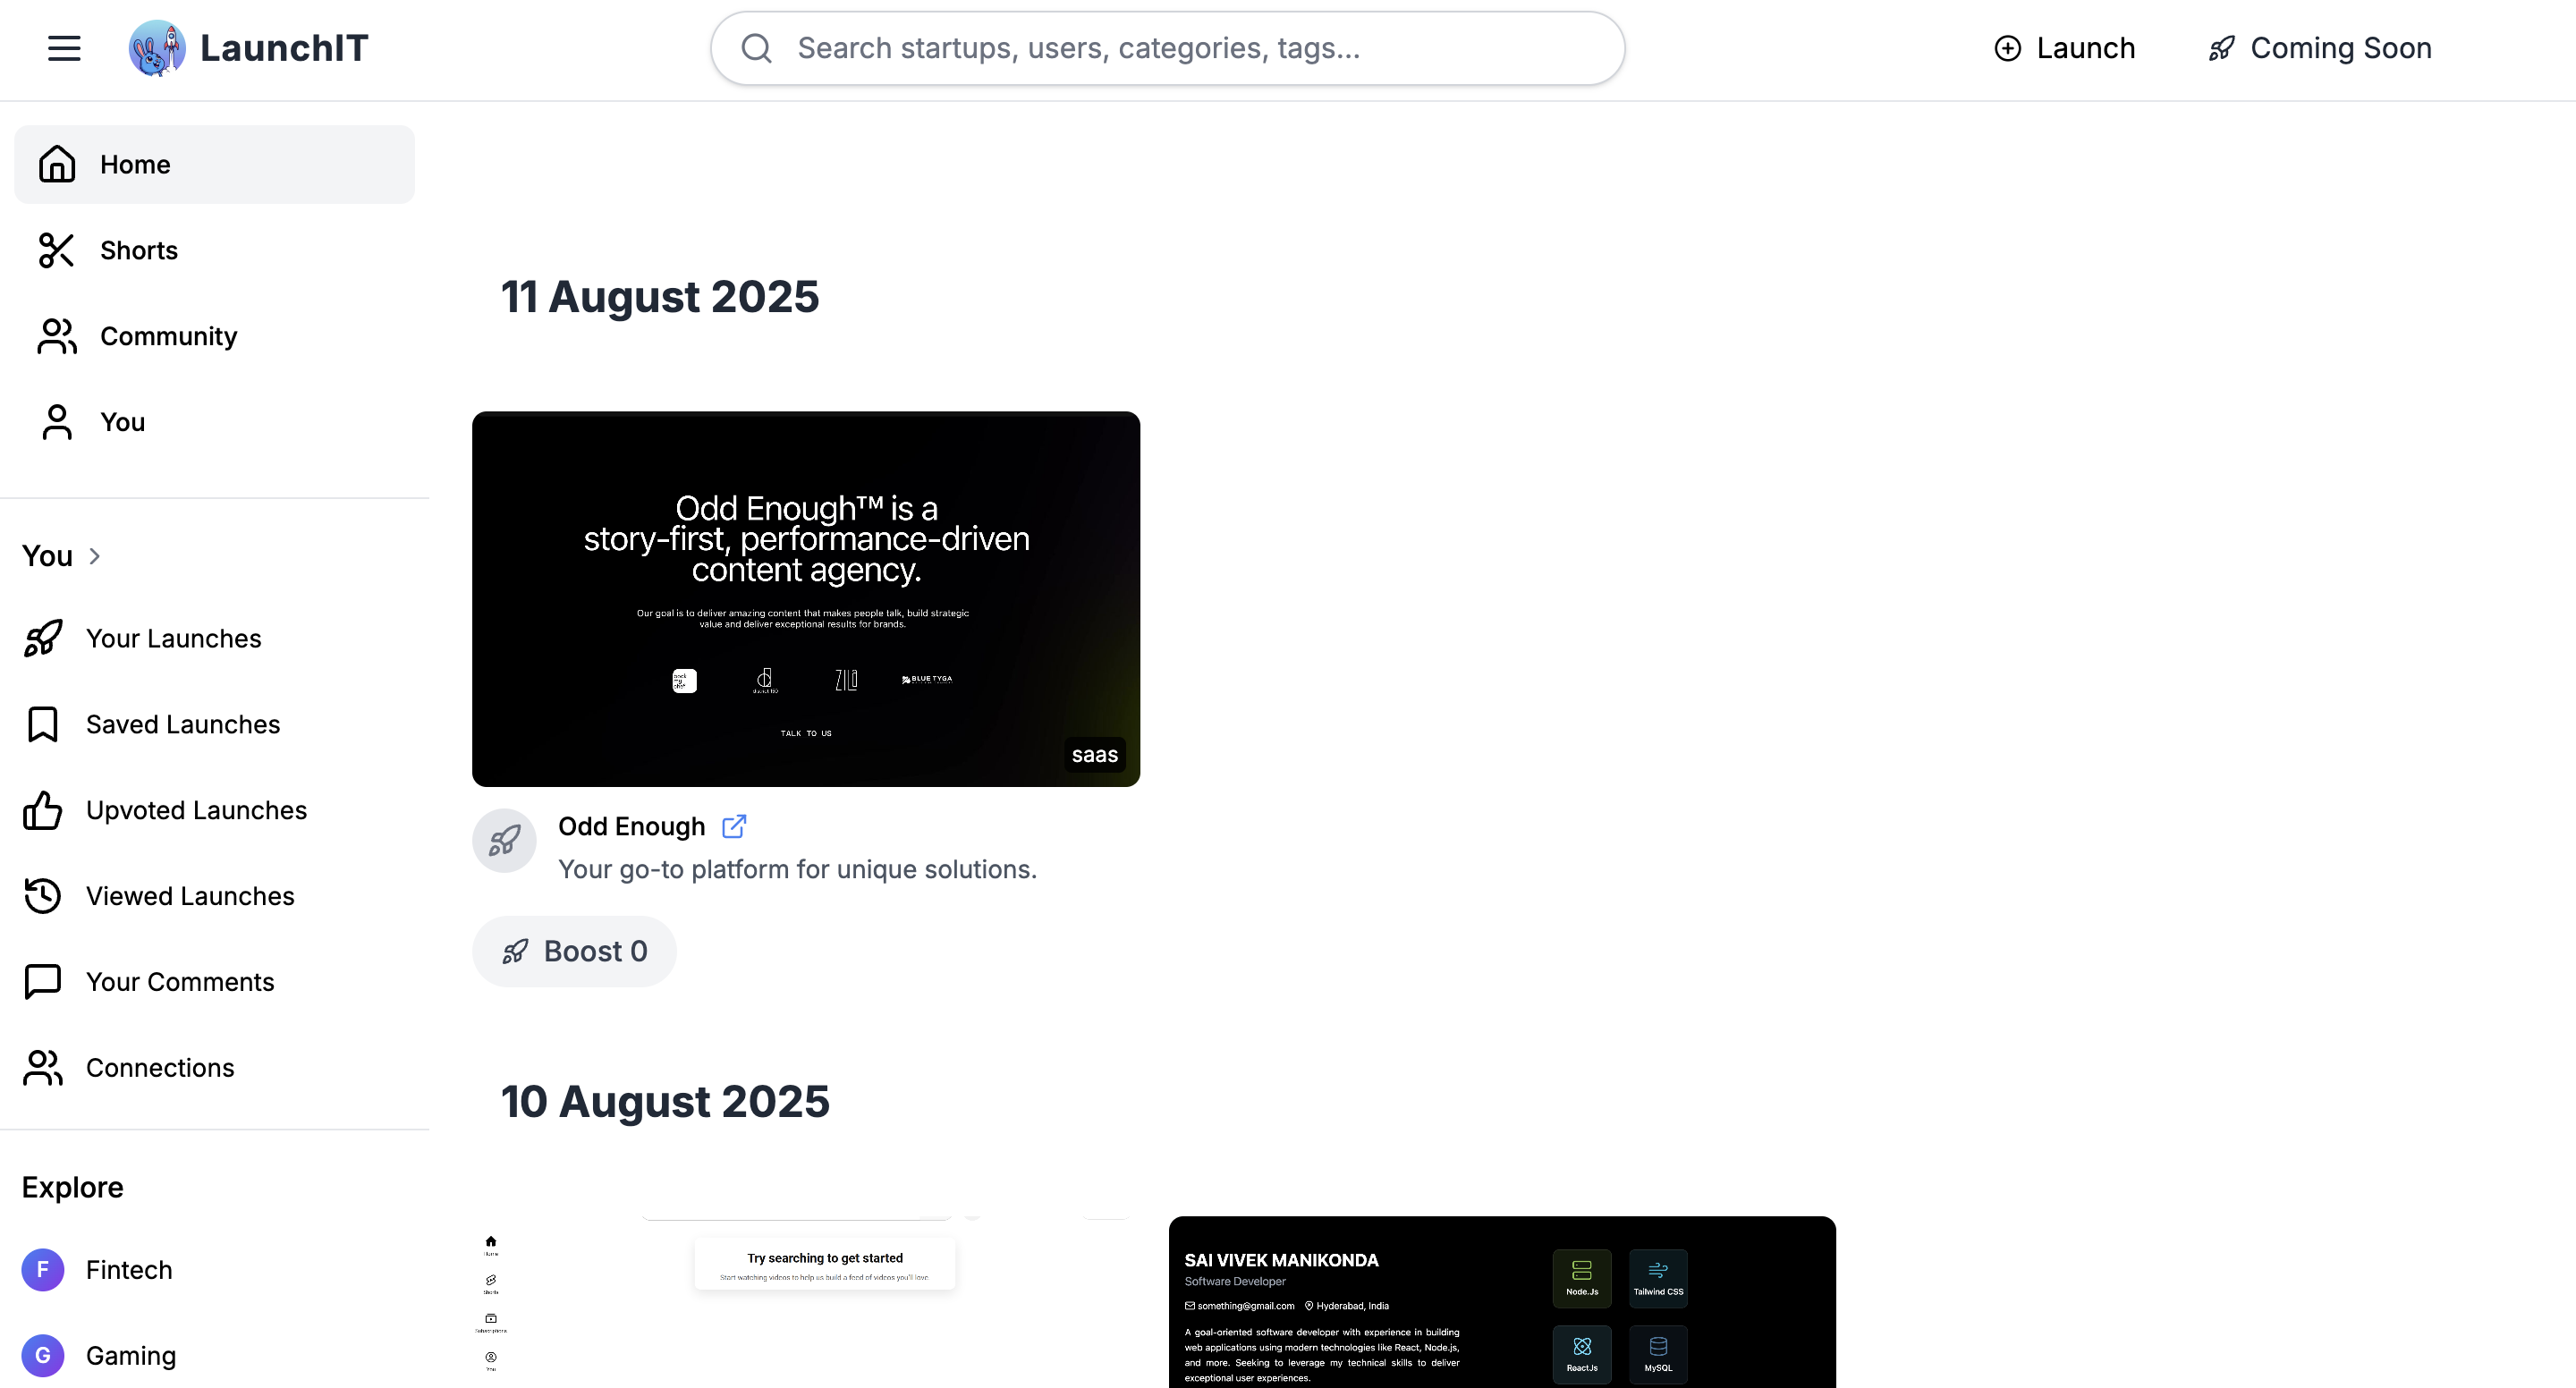 LaunchIT
Search startups, users, categories, tags...
Launch
Coming Soon
Home
Shorts
Community
You
You
Your Launches
Saved Launches
Upvoted Launches
Viewed Launches
Your Comments
Connections
Explore
F
Fintech
G
Gaming
11 August 2025
Odd Enough™ is a
story-first, performance-driven
content agency.
Our goal is to deliver amazing content that makes people talk, build strategic
value and deliver exceptional results for brands.
ZILO
BLUE TYGA
TALK TO US
saas
Odd Enough
Your go-to platform for unique solutions.
Boost 0
10 August 2025
Home
Shorts
Subscriptions
You
Try searching to get started
Start watching videos to help us build a feed of videos you'll love.
SAI VIVEK MANIKONDA
Software Developer
something@gmail.com
Hyderabad, India
A goal-oriented software developer with experience in building
web applications using modern technologies like React, Node.js,
and more. Seeking to leverage my technical skills to deliver
exceptional user experiences.
Node.Js
Tailwind CSS
ReactJs
MySQL